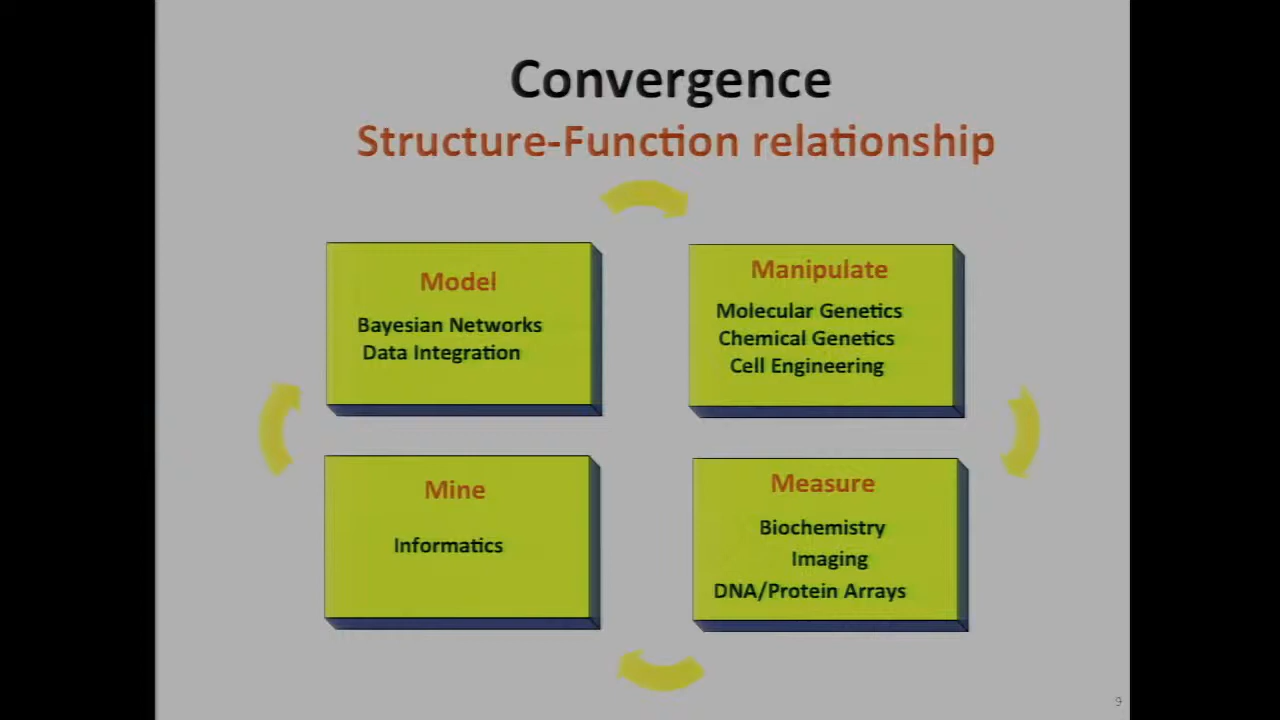 Convergence
Structure-Function relationship
Model
Bayesian Networks
Data Integration
Manipulate
Molecular Genetics
Chemical Genetics
Cell Engineering
Mine
Informatics
Measure
Biochemistry
Imaging
DNA/Protein Arrays
9